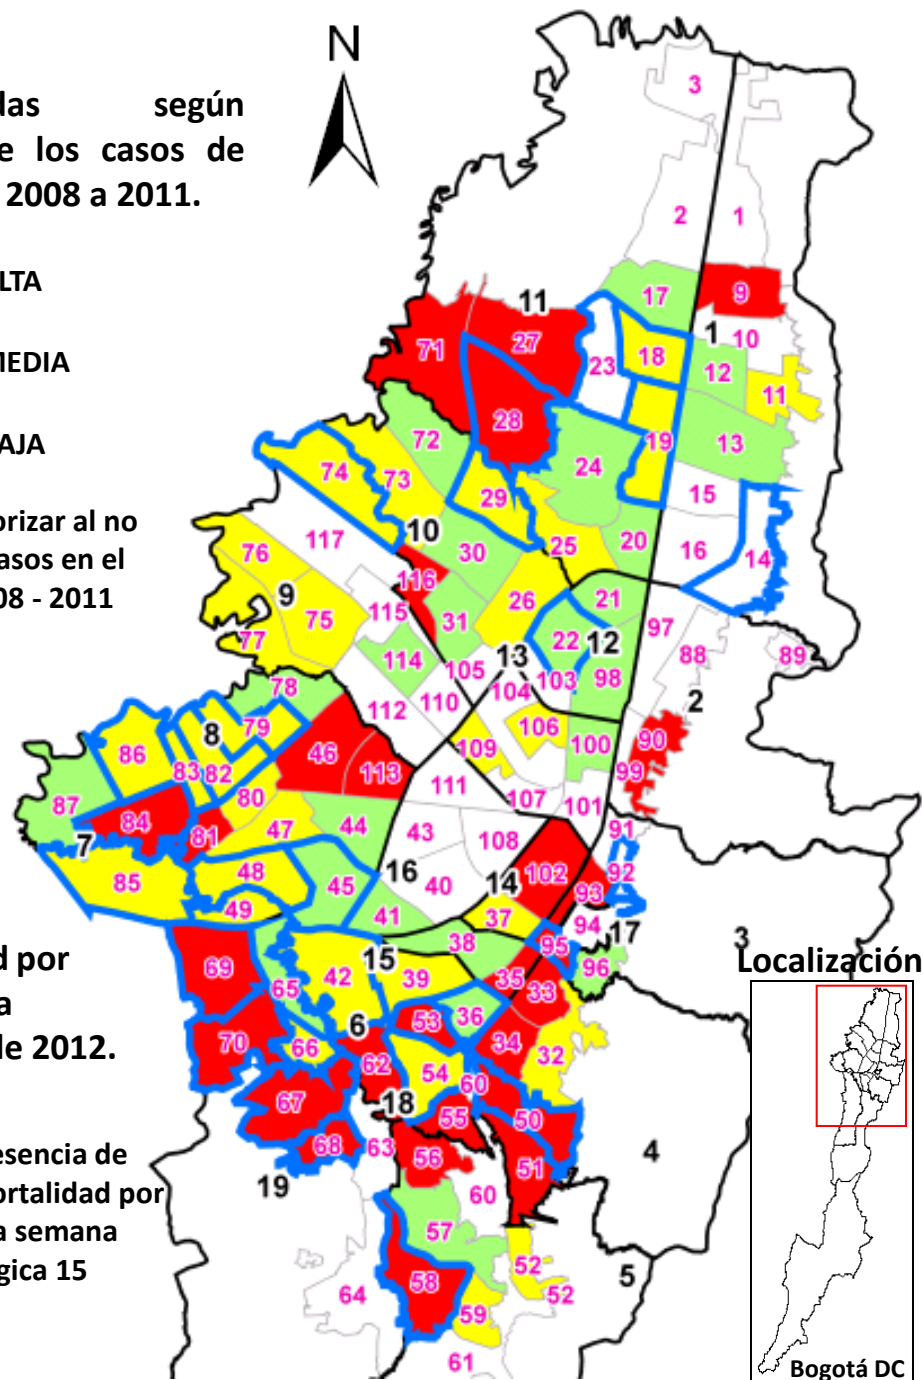 N
das según
e los casos de
2008 a 2011.
LTA
MEDIA
AJA
orizar al no
asos en el
08 - 2011
d por
a
de 2012.
esencia de
ortalidad por
a semana
gica 15
Localización
Bogotá DC
3
2 1
17 9
11
1 10
71 27 23 18 12 11
28
72 24 19 13
74 73 29 15
10
117 25 20 16 14
76 30
116
9 75 115 31 26 21
77 114 22 12 97 88 89
105 13 103 98
78 112 110 104 2
86 8 79 46 109 106 100 90
83 82 113 99
87 80 111 107 101
84 81 47 44 43 108 91
7 92
85 48 45 16 40 14 102 93
49 41 37 94 17
69 42 15 38 95 3
65 39 35 33 96
70 66 6 62 53 36 34 32
67 54 60
18 55 50
68 63 56 51 4
19 60
57
64 58 52 52 5
59
61